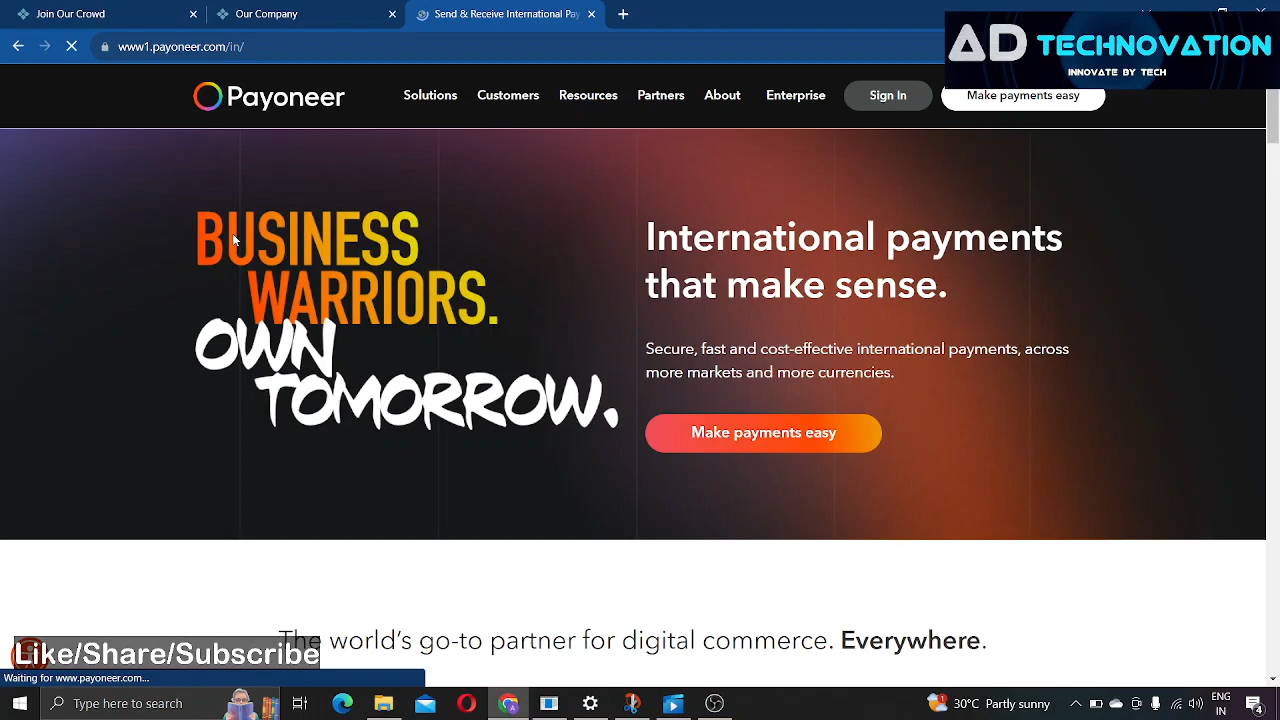 Join Our Crowd
Our Company
Send & Receive International Pay
www1.payoneer.com/in/
AD TECHNOVATION
INNOVATE BY TECH
Payoneer
Solutions
Customers
Resources
Partners
About
Enterprise
Sign In
Make payments easy
BUSINESS
WARRIORS.
OWN
TOMORROW.
International payments
that make sense.
Secure, fast and cost-effective international payments, across
more markets and more currencies.
Make payments easy
The world's go-to partner for digital commerce. Everywhere.
Like/Share/Subscribe
Waiting for www.payoneer.com...
Type here to search
1
30°C Partly sunny
ENG
IN
4